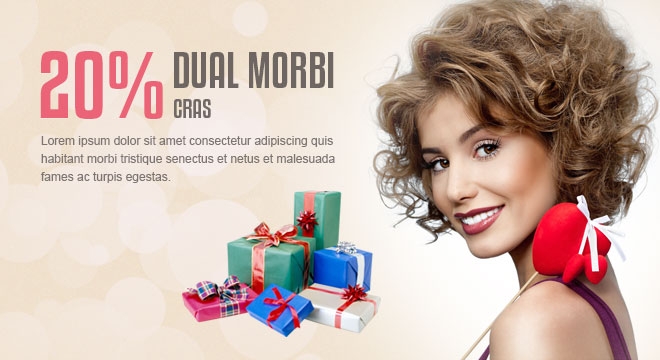 20% DUAL MORBI
CRAS
Lorem ipsum dolor sit amet consectetur adipiscing quis
habitant morbi tristique senectus et netus et malesuada
fames ac turpis egestas.